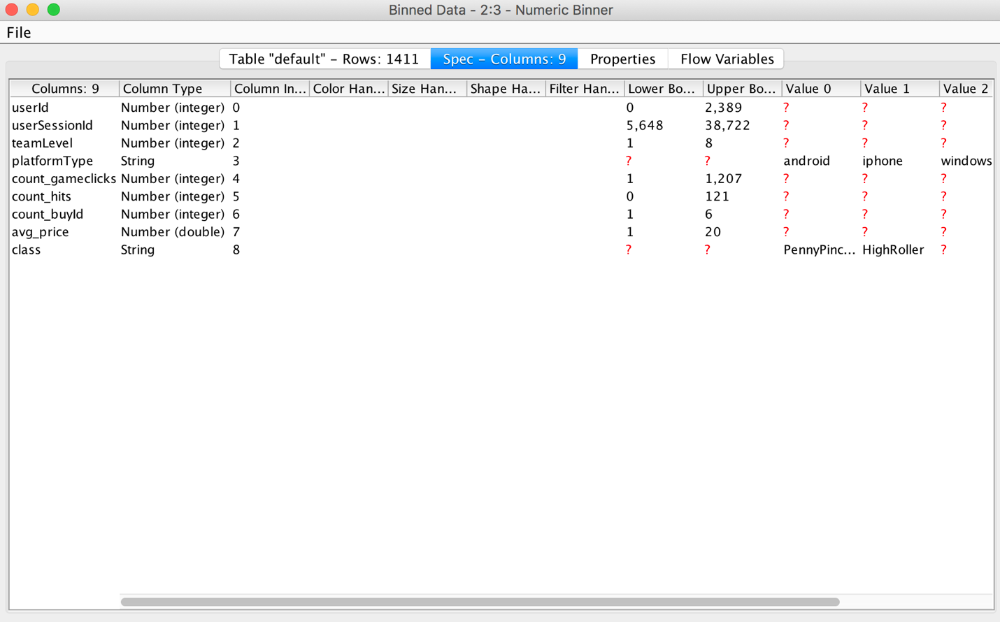 Binned Data - 2:3 - Numeric Binner
File
Table "default" – Rows: 1411 Spec – Columns: 9 Properties Flow Variables
Columns: 9 Column Type Column In... Color Han... Size Han... Shape Ha... Filter Han... Lower Bo... Upper Bo... Value 0 Value 1 Value 2
userId Number (integer) 0 0 2,389 ? ? ?
userSessionId Number (integer) 1 5,648 38,722 ? ? ?
teamLevel Number (integer) 2 1 8 ? ? ?
platformType String 3 ? ? android iphone windows
count_gameclicks Number (integer) 4 1 1,207 ? ? ?
count_hits Number (integer) 5 0 121 ? ? ?
count_buyId Number (integer) 6 1 6 ? ? ?
avg_price Number (double) 7 1 20 ? ? ?
class String 8 ? ? PennyPinc... HighRoller ?